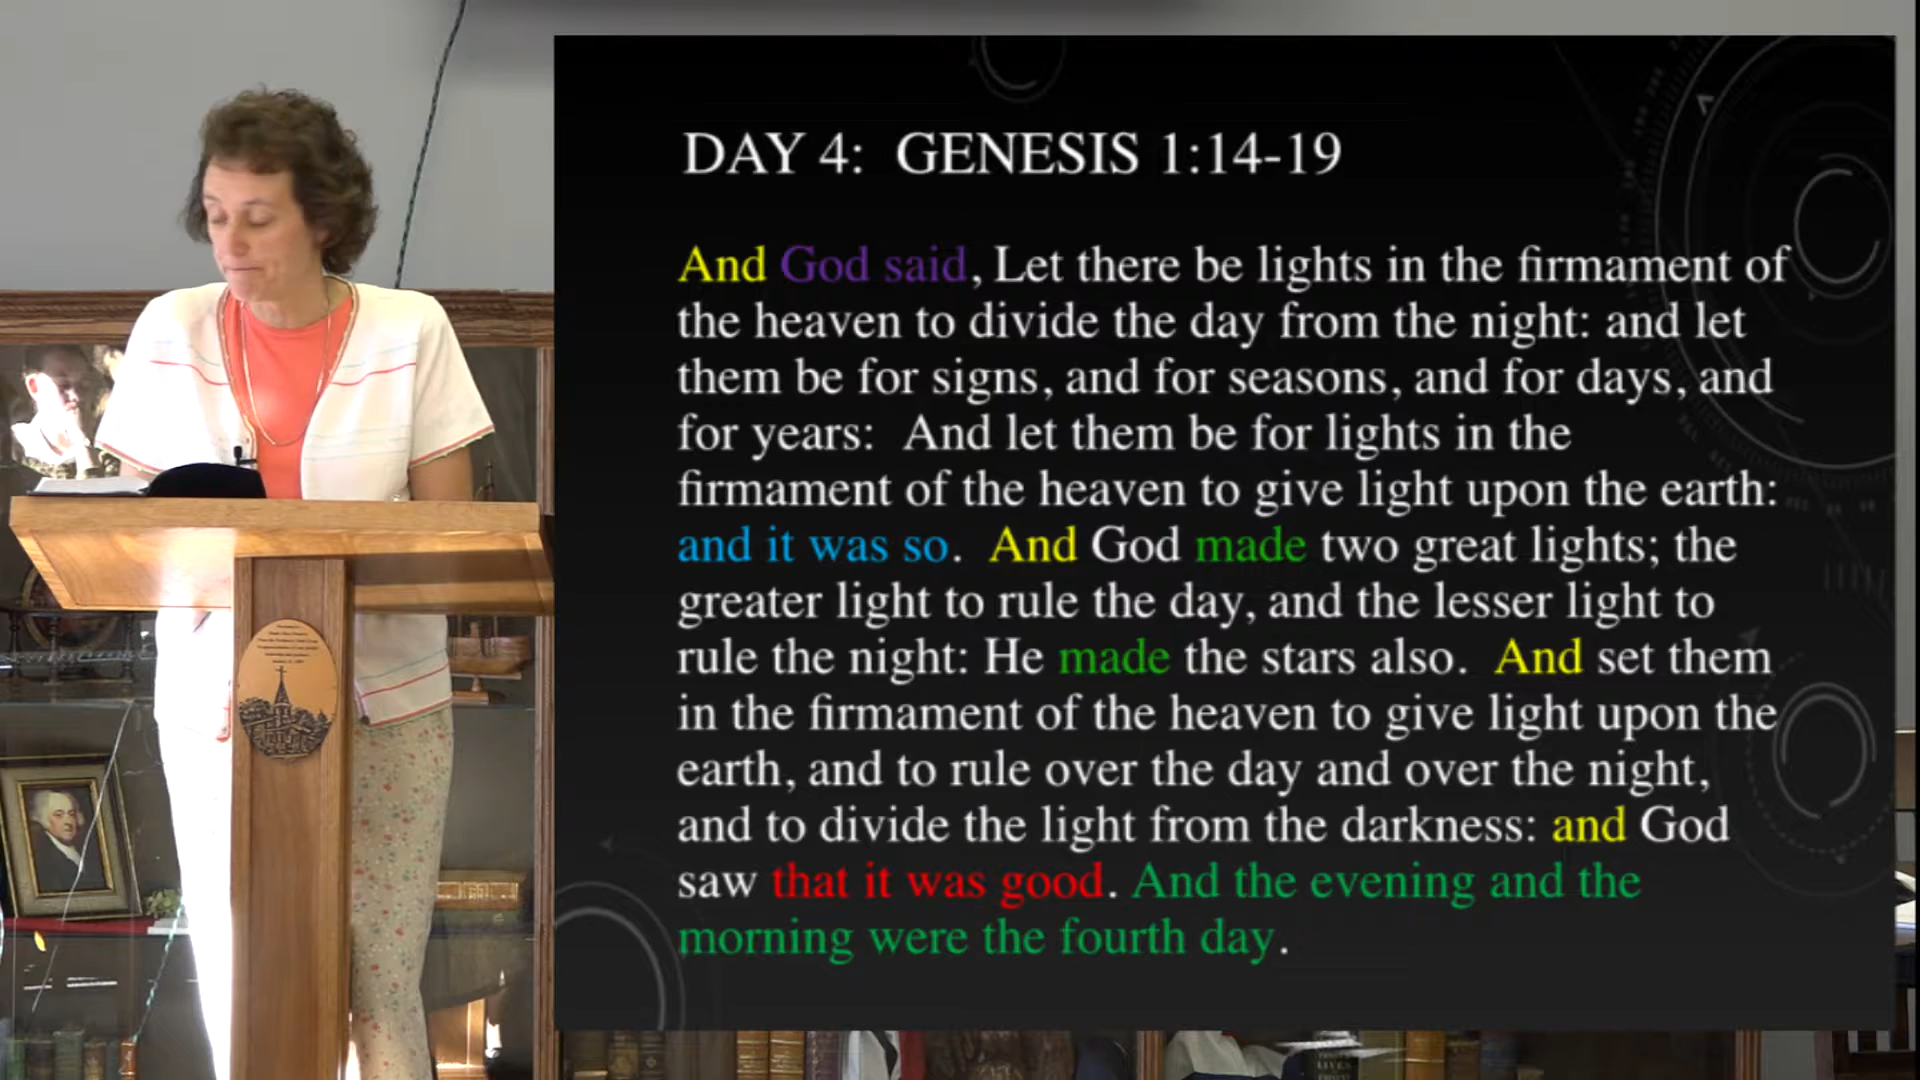 DAY 4: GENESIS 1:14-19
And God said, Let there be lights in the firmament of
the heaven to divide the day from the night: and let
them be for signs, and for seasons, and for days, and
for years: And let them be for lights in the
firmament of the heaven to give light upon the earth:
and it was so. And God made two great lights; the
greater light to rule the day, and the lesser light to
rule the night: He made the stars also. And set them
in the firmament of the heaven to give light upon the
earth, and to rule over the day and over the night,
and to divide the light from the darkness: and God
saw that it was good. And the evening and the
morning were the fourth day.
LIVES